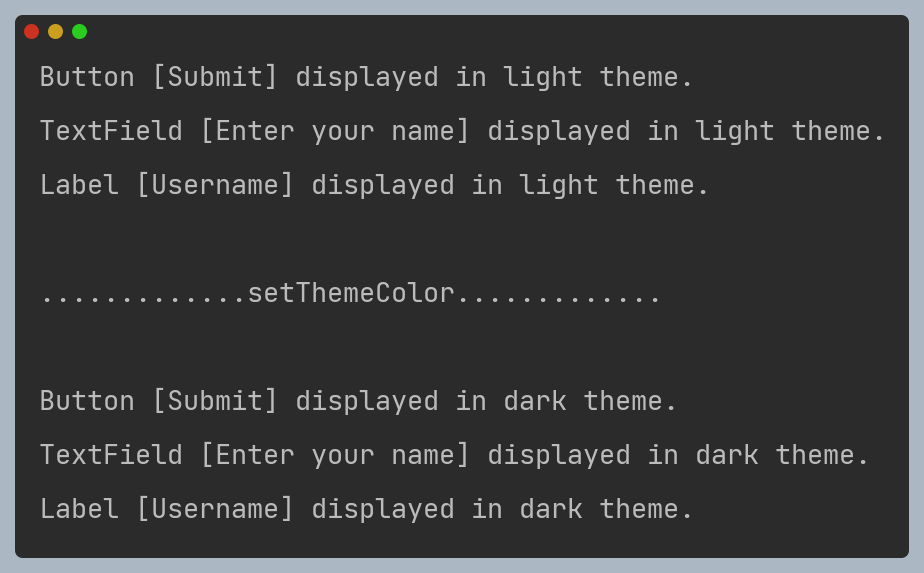 Button [Submit] displayed in light theme.
TextField [Enter your name] displayed in light theme.
Label [Username] displayed in light theme.
.............setThemeColor.............
Button [Submit] displayed in dark theme.
TextField [Enter your name] displayed in dark theme.
Label [Username] displayed in dark theme.